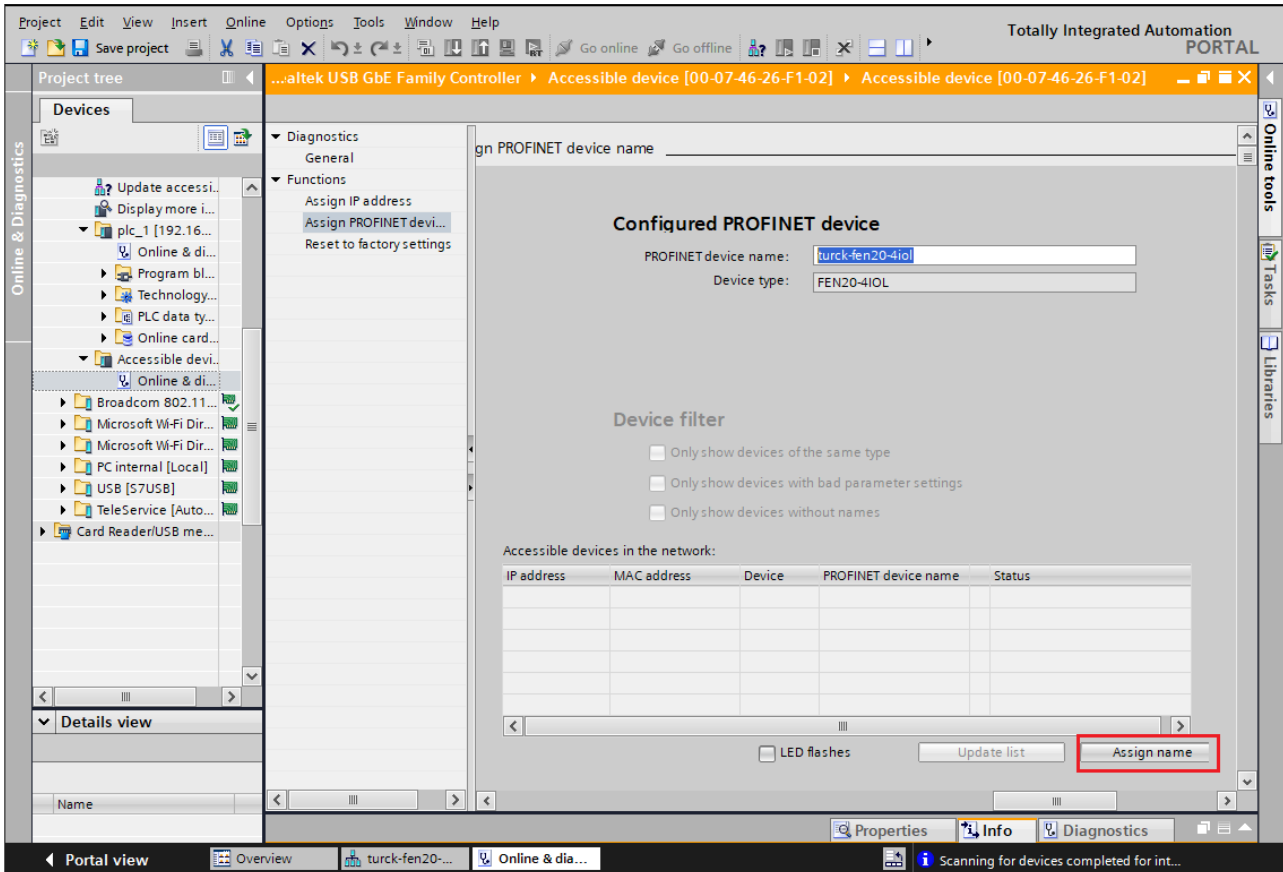 Project Edit View Insert Online Options Tools Window Help
Totally Integrated Automation
PORTAL
Save project
Go online
Go offline
Project tree
...ealtek USB GbE Family Controller Accessible device [00-07-46-26-F1-02] Accessible device [00-07-46-26-F1-02]
Devices
Online & Diagnostics
Update accessi..
Display more i...
plc_1 [192.16...
Online & di...
Program bl...
Technology...
PLC data ty...
Online card...
Accessible devi..
Online & di...
Broadcom 802.11...
Microsoft Wi-Fi Dir...
Microsoft Wi-Fi Dir...
PC internal [Local]
USB [S7USB]
TeleService [Auto...
Card Reader/USB me...
Details view
Name
Diagnostics
General
Functions
Assign IP address
Assign PROFINET devi...
Reset to factory settings
gn PROFINET device name
Configured PROFINET device
PROFINET device name: turck-fen20-4iol
Device type: FEN20-4IOL
Device filter
Only show devices of the same type
Only show devices with bad parameter settings
Only show devices without names
Accessible devices in the network:
IP address MAC address Device PROFINET device name Status
LED flashes Update list Assign name
Properties Info Diagnostics
Online tools
Tasks
Libraries
Portal view Overview turck-fen20-... Online & dia... Scanning for devices completed for int...